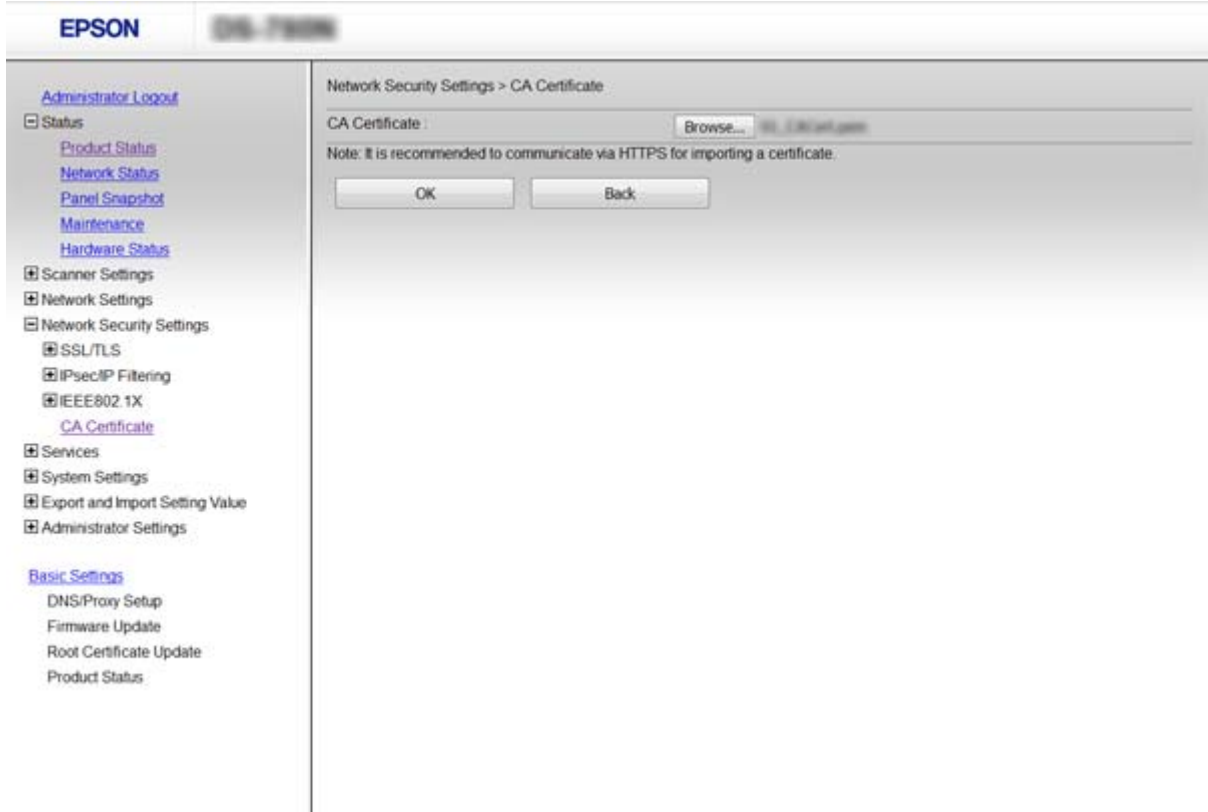 EPSON
Administrator Logout
Status
Product Status
Network Status
Panel Snapshot
Maintenance
Hardware Status
Scanner Settings
Network Settings
Network Security Settings
SSL/TLS
IPsec/IP Filtering
IEEE802.1X
CA Certificate
Services
System Settings
Export and Import Setting Value
Administrator Settings
Basic Settings
DNS/Proxy Setup
Firmware Update
Root Certificate Update
Product Status
Network Security Settings > CA Certificate
CA Certificate : Browse...
Note: It is recommended to communicate via HTTPS for importing a certificate.
OK Back